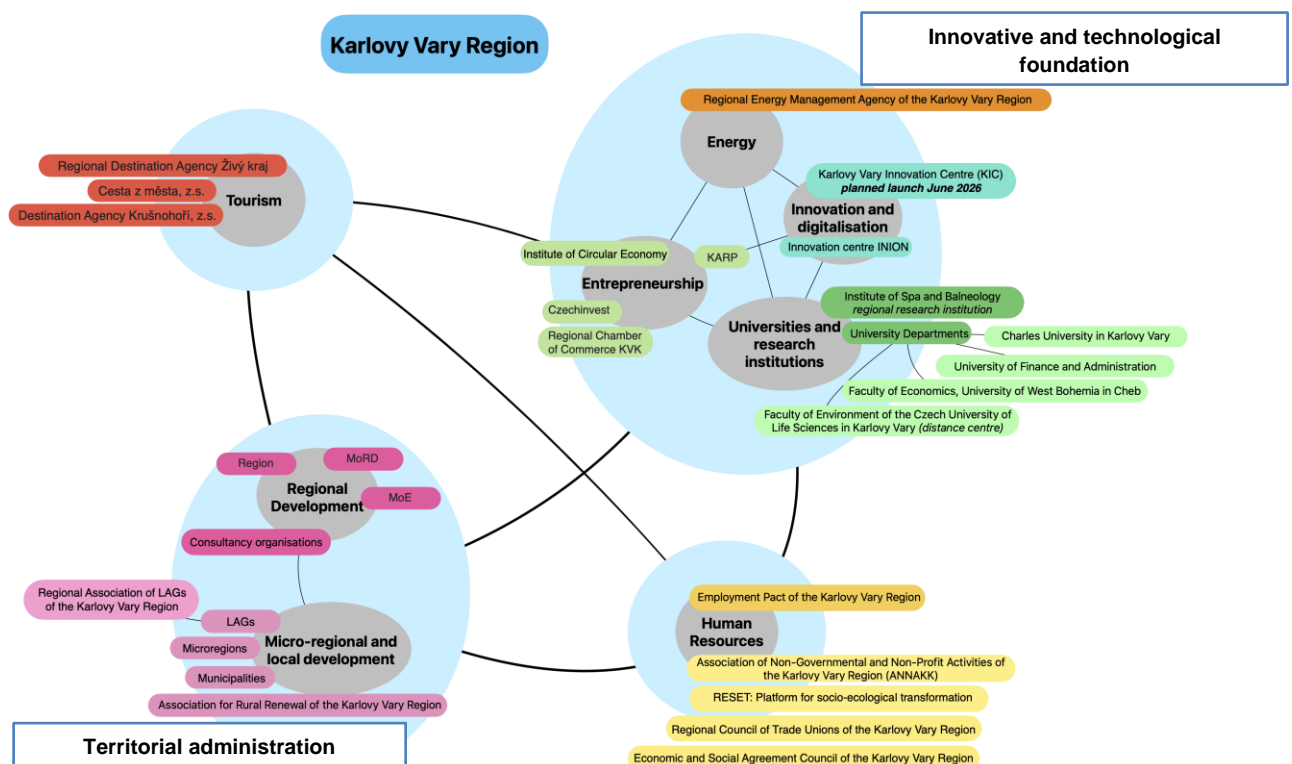 Karlovy Vary Region
Innovative and technological
foundation
Regional Energy Management Agency of the Karlovy Vary Region
Energy
Regional Destination Agency Živý kraj
Cesta z města, z.s.
Destination Agency Krušnohoří, z.s.
Tourism
Karlovy Vary Innovation Centre (KIC)
planned launch June 2026
Innovation and
digitalisation
Innovation centre INION
Institute of Circular Economy
KARP
Entrepreneurship
Czechinvest
Regional Chamber
of Commerce KVK
Universities and
research
institutions
Institute of Spa and Balneology
regional research institution
University Departments
Charles University in Karlovy Vary
University of Finance and Administration
Faculty of Economics, University of West Bohemia in Cheb
Faculty of Environment of the Czech University of
Life Sciences in Karlovy Vary (distance centre)
Region
MoRD
Regional
Development
MoE
Consultancy organisations
Regional Association of LAGs
of the Karlovy Vary Region
LAGs
Microregions
Municipalities
Micro-regional and
local development
Association for Rural Renewal of the Karlovy Vary Region
Territorial administration
Employment Pact of the Karlovy Vary Region
Human
Resources
Association of Non-Governmental and Non-Profit Activities of
the Karlovy Vary Region (ANNAKK)
RESET: Platform for socio-ecological transformation
Regional Council of Trade Unions of the Karlovy Vary Region
Economic and Social Agreement Council of the Karlovy Vary Region